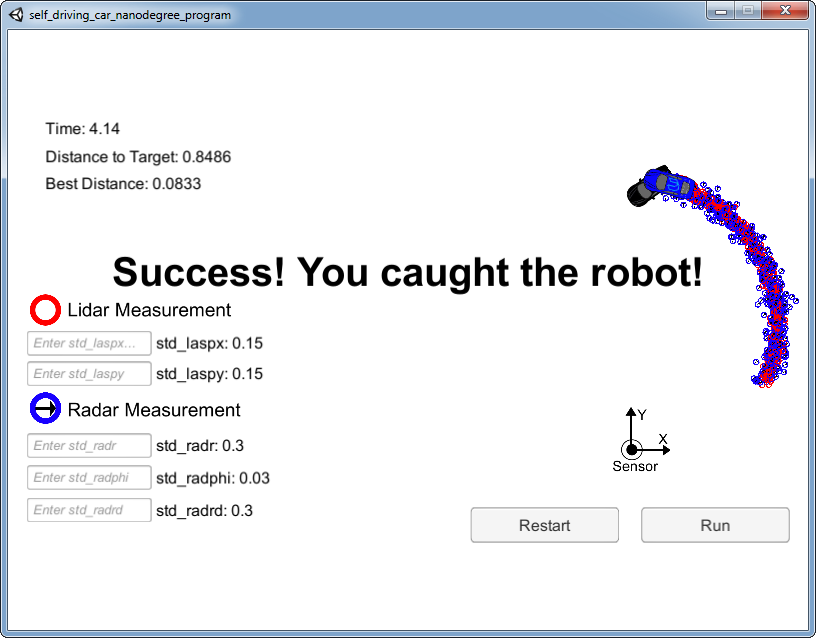 self_driving_car_nanodegree_program
Time: 4.14
Distance to Target: 0.8486
Best Distance: 0.0833
Success! You caught the robot!
Lidar Measurement
Enter std_laspx... std_laspx: 0.15
Enter std_laspy std_laspy: 0.15
Radar Measurement
Enter std_radr std_radr: 0.3
Enter std_radphi std_radphi: 0.03
Enter std_radrd std_radrd: 0.3
Y
X
Sensor
Restart Run